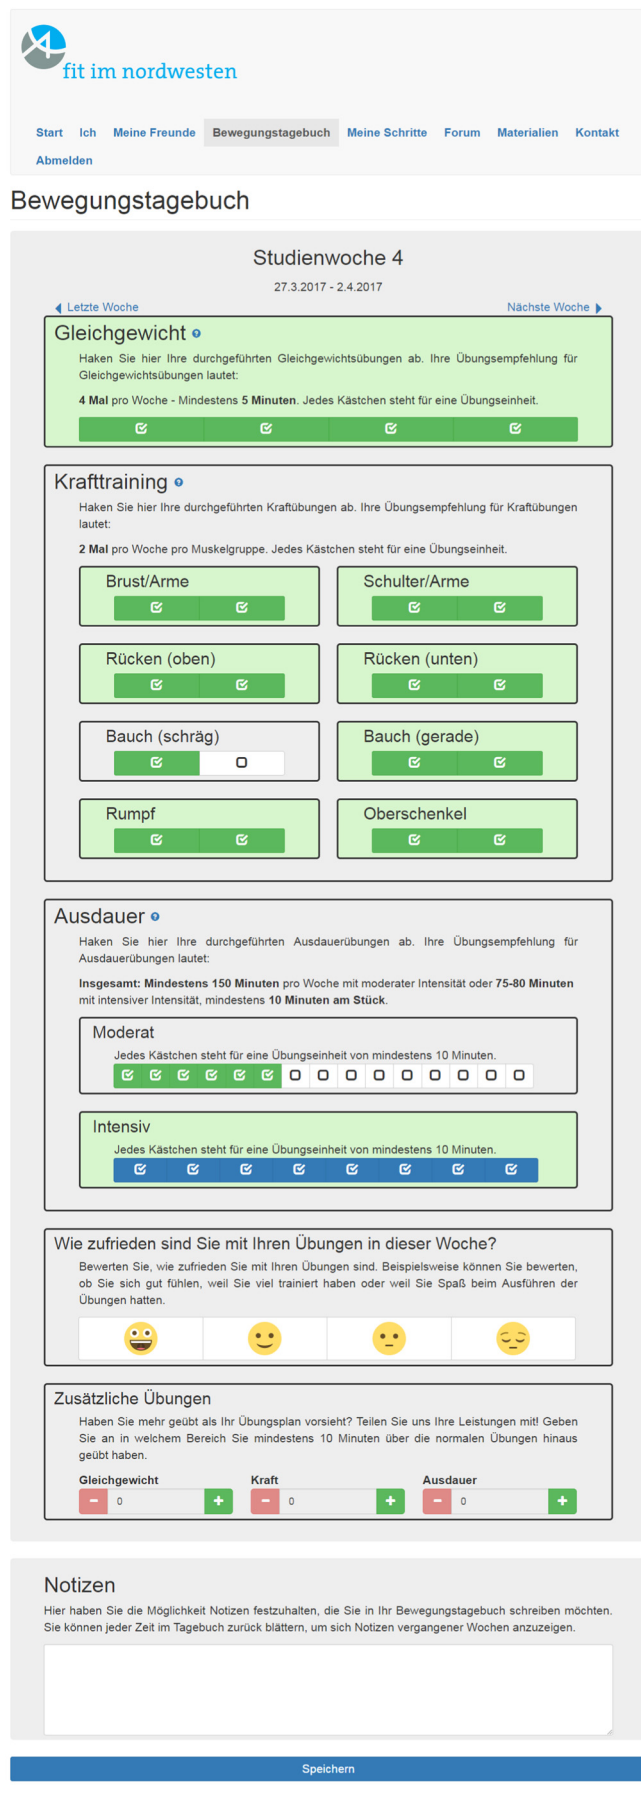 fit im nordwesten
Start Ich Meine Freunde Bewegungstagebuch Meine Schritte Forum Materialien Kontakt
Abmelden
Bewegungstagebuch
Studienwoche 4
27.3.2017 - 2.4.2017
Letzte Woche Nächste Woche
Gleichgewicht
Haken Sie hier Ihre durchgeführten Gleichgewichtsübungen ab. Ihre Übungsempfehlung für
Gleichgewichtsübungen lautet:
4 Mal pro Woche - Mindestens 5 Minuten. Jedes Kästchen steht für eine Übungseinheit.
Krafttraining
Haken Sie hier Ihre durchgeführten Kraftübungen ab. Ihre Übungsempfehlung für Kraftübungen
lautet:
2 Mal pro Woche pro Muskelgruppe. Jedes Kästchen steht für eine Übungseinheit.
Brust/Arme Schulter/Arme
Rücken (oben) Rücken (unten)
Bauch (schräg) Bauch (gerade)
Rumpf Oberschenkel
Ausdauer
Haken Sie hier Ihre durchgeführten Ausdauerübungen ab. Ihre Übungsempfehlung für
Ausdauerübungen lautet:
Insgesamt: Mindestens 150 Minuten pro Woche mit moderater Intensität oder 75-80 Minuten
mit intensiver Intensität, mindestens 10 Minuten am Stück.
Moderat
Jedes Kästchen steht für eine Übungseinheit von mindestens 10 Minuten.
Intensiv
Jedes Kästchen steht für eine Übungseinheit von mindestens 10 Minuten.
Wie zufrieden sind Sie mit Ihren Übungen in dieser Woche?
Bewerten Sie, wie zufrieden Sie mit Ihren Übungen sind. Beispielsweise können Sie bewerten,
ob Sie sich gut fühlen, weil Sie viel trainiert haben oder weil Sie Spaß beim Ausführen der
Übungen hatten.
Zusätzliche Übungen
Haben Sie mehr geübt als Ihr Übungsplan vorsieht? Teilen Sie uns Ihre Leistungen mit! Geben
Sie an in welchem Bereich Sie mindestens 10 Minuten über die normalen Übungen hinaus
geübt haben.
Gleichgewicht Kraft Ausdauer
- 0 + - 0 + - 0 +
Notizen
Hier haben Sie die Möglichkeit Notizen festzuhalten, die Sie in Ihr Bewegungstagebuch schreiben möchten.
Sie können jeder Zeit im Tagebuch zurück blättern, um sich Notizen vergangener Wochen anzuzeigen.
Speichern